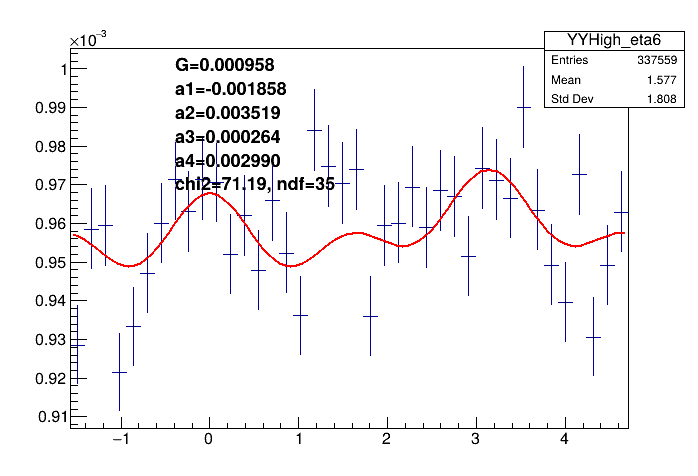 ×10⁻³
YYHigh_eta6
Entries 337559
Mean 1.577
Std Dev 1.808
G=0.000958
a1=-0.001858
a2=0.003519
a3=0.000264
a4=0.002990
chi2=71.19, ndf=35
1
0.99
0.98
0.97
0.96
0.95
0.94
0.93
0.92
0.91
−1 0 1 2 3 4